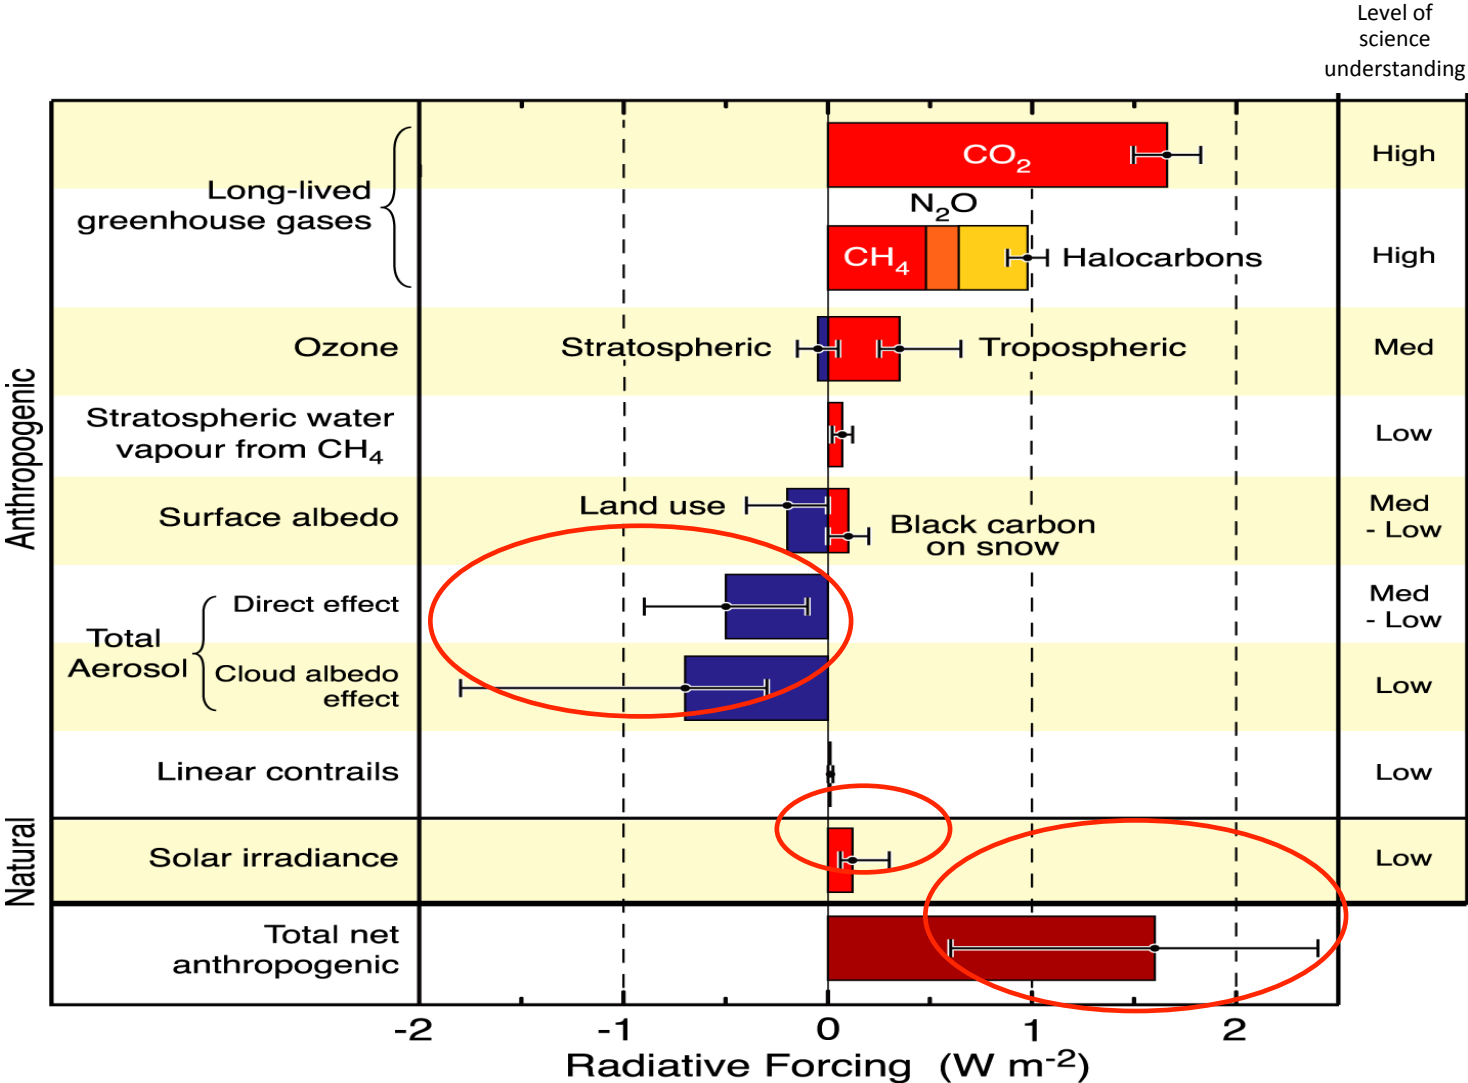 Level of
science
understanding
Anthropogenic
Long-lived
greenhouse gases
CO2
High
N2O
CH4
Halocarbons
High
Ozone
Stratospheric
Tropospheric
Med
Stratospheric water
vapour from CH4
Low
Surface albedo
Land use
Black carbon
on snow
Med
- Low
Total
Aerosol
Direct effect
Med
- Low
Cloud albedo
effect
Low
Linear contrails
Low
Natural
Solar irradiance
Low
Total net
anthropogenic
-2 -1 0 1 2
Radiative Forcing (W m-2)